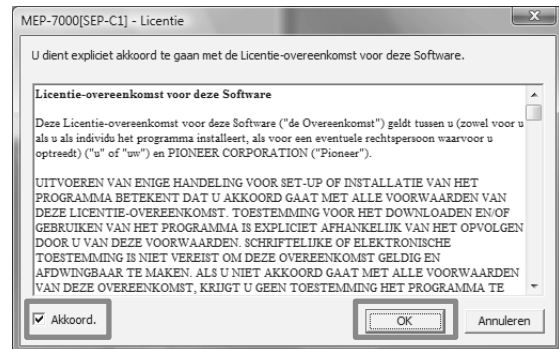 MEP-7000[SEP-C1] - Licentie
U dient expliciet akkoord te gaan met de Licentie-overeenkomst voor deze Software.
Licentie-overeenkomst voor deze Software
Deze Licentie-overeenkomst voor deze Software ("de Overeenkomst") geldt tussen u (zowel voor u
als u als individu het programma installeert, als voor een eventuele rechtspersoon waarvoor u
optreedt) ("u" of "uw") en PIONEER CORPORATION ("Pioneer").
UITVOEREN VAN ENIGE HANDELING VOOR SET-UP OF INSTALLATIE VAN HET
PROGRAMMA BETEKENT DAT U AKKOORD GAAT MET ALLE VOORWAARDEN VAN
DEZE LICENTIE-OVEREENKOMST. TOESTEMMING VOOR HET DOWNLOADEN EN/OF
GEBRUIKEN VAN HET PROGRAMMA IS EXPLICIET AFHANKELIJK VAN HET OPVOLGEN
DOOR U VAN DEZE VOORWAARDEN. SCHRIFTELIJKE OF ELEKTRONISCHE
TOESTEMMING IS NIET VEREIST OM DEZE OVEREENKOMST GELDIG EN
AFDWINGBAAR TE MAKEN. ALS U NIET AKKOORD GAAT MET ALLE VOORWAARDEN
VAN DEZE OVEREENKOMST, KRIJGT U GEEN TOESTEMMING HET PROGRAMMA TE
Akkoord.
OK
Annuleren